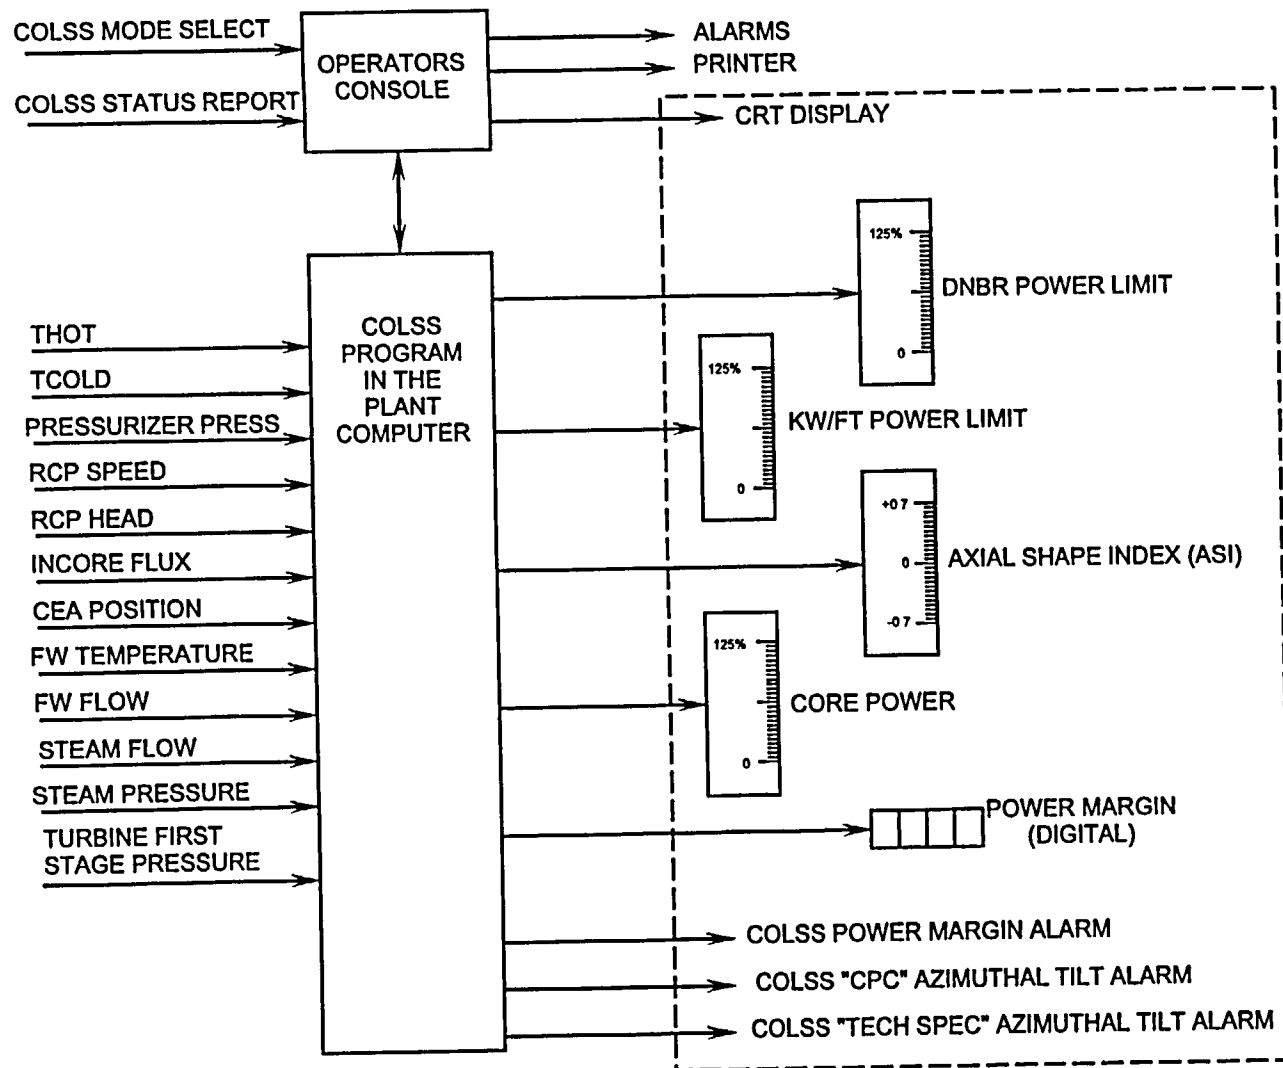 COLSS MODE SELECT
COLSS STATUS REPORT
OPERATORS
CONSOLE
ALARMS
PRINTER
CRT DISPLAY
THOT
TCOLD
PRESSURIZER PRESS
RCP SPEED
RCP HEAD
INCORE FLUX
CEA POSITION
FW TEMPERATURE
FW FLOW
STEAM FLOW
STEAM PRESSURE
TURBINE FIRST
STAGE PRESSURE
COLSS
PROGRAM
IN THE
PLANT
COMPUTER
125%
0
DNBR POWER LIMIT
125%
0
KW/FT POWER LIMIT
+0 7
0
-0 7
AXIAL SHAPE INDEX (ASI)
125%
0
CORE POWER
POWER MARGIN
(DIGITAL)
COLSS POWER MARGIN ALARM
COLSS "CPC" AZIMUTHAL TILT ALARM
COLSS "TECH SPEC" AZIMUTHAL TILT ALARM